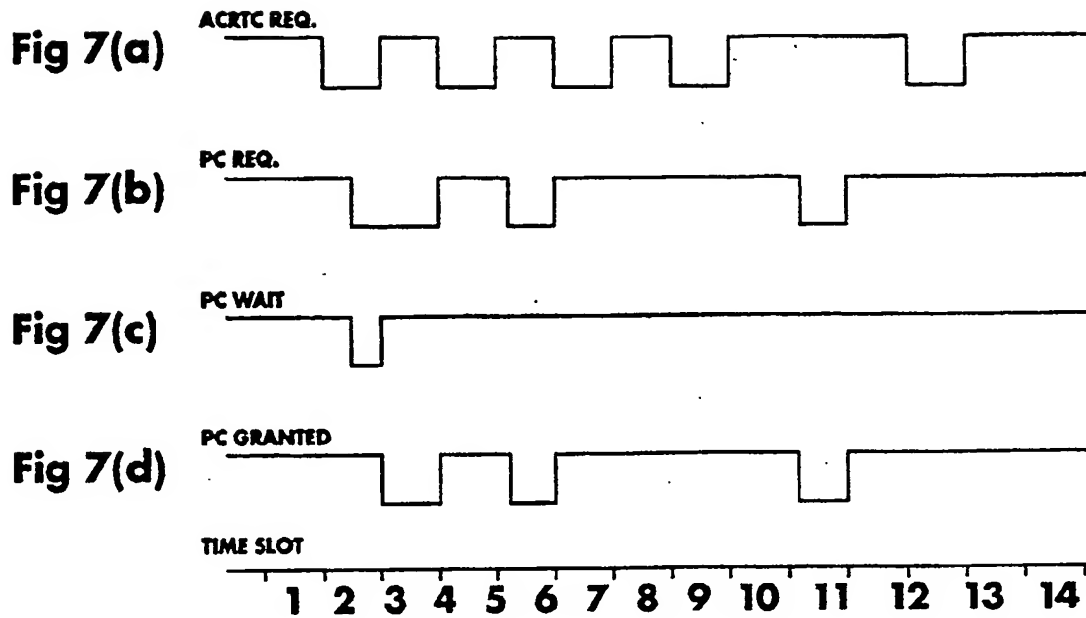 Fig 7(a)
ACRTC REQ.
Fig 7(b)
PC REQ.
Fig 7(c)
PC WAIT
Fig 7(d)
PC GRANTED
TIME SLOT
1 2 3 4 5 6 7 8 9 10 11 12 13 14